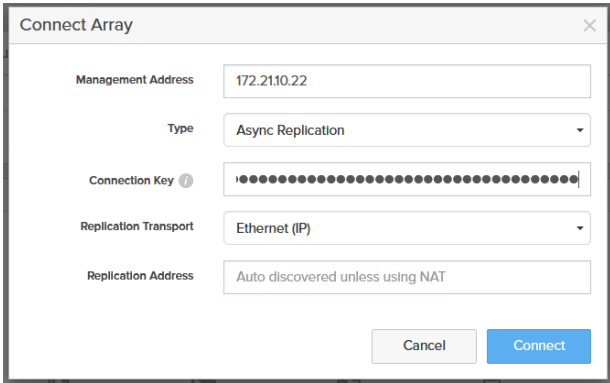 Connect Array
Management Address 172.21.10.22
Type Async Replication
Connection Key
Replication Transport Ethernet (IP)
Replication Address Auto discovered unless using NAT
Cancel Connect